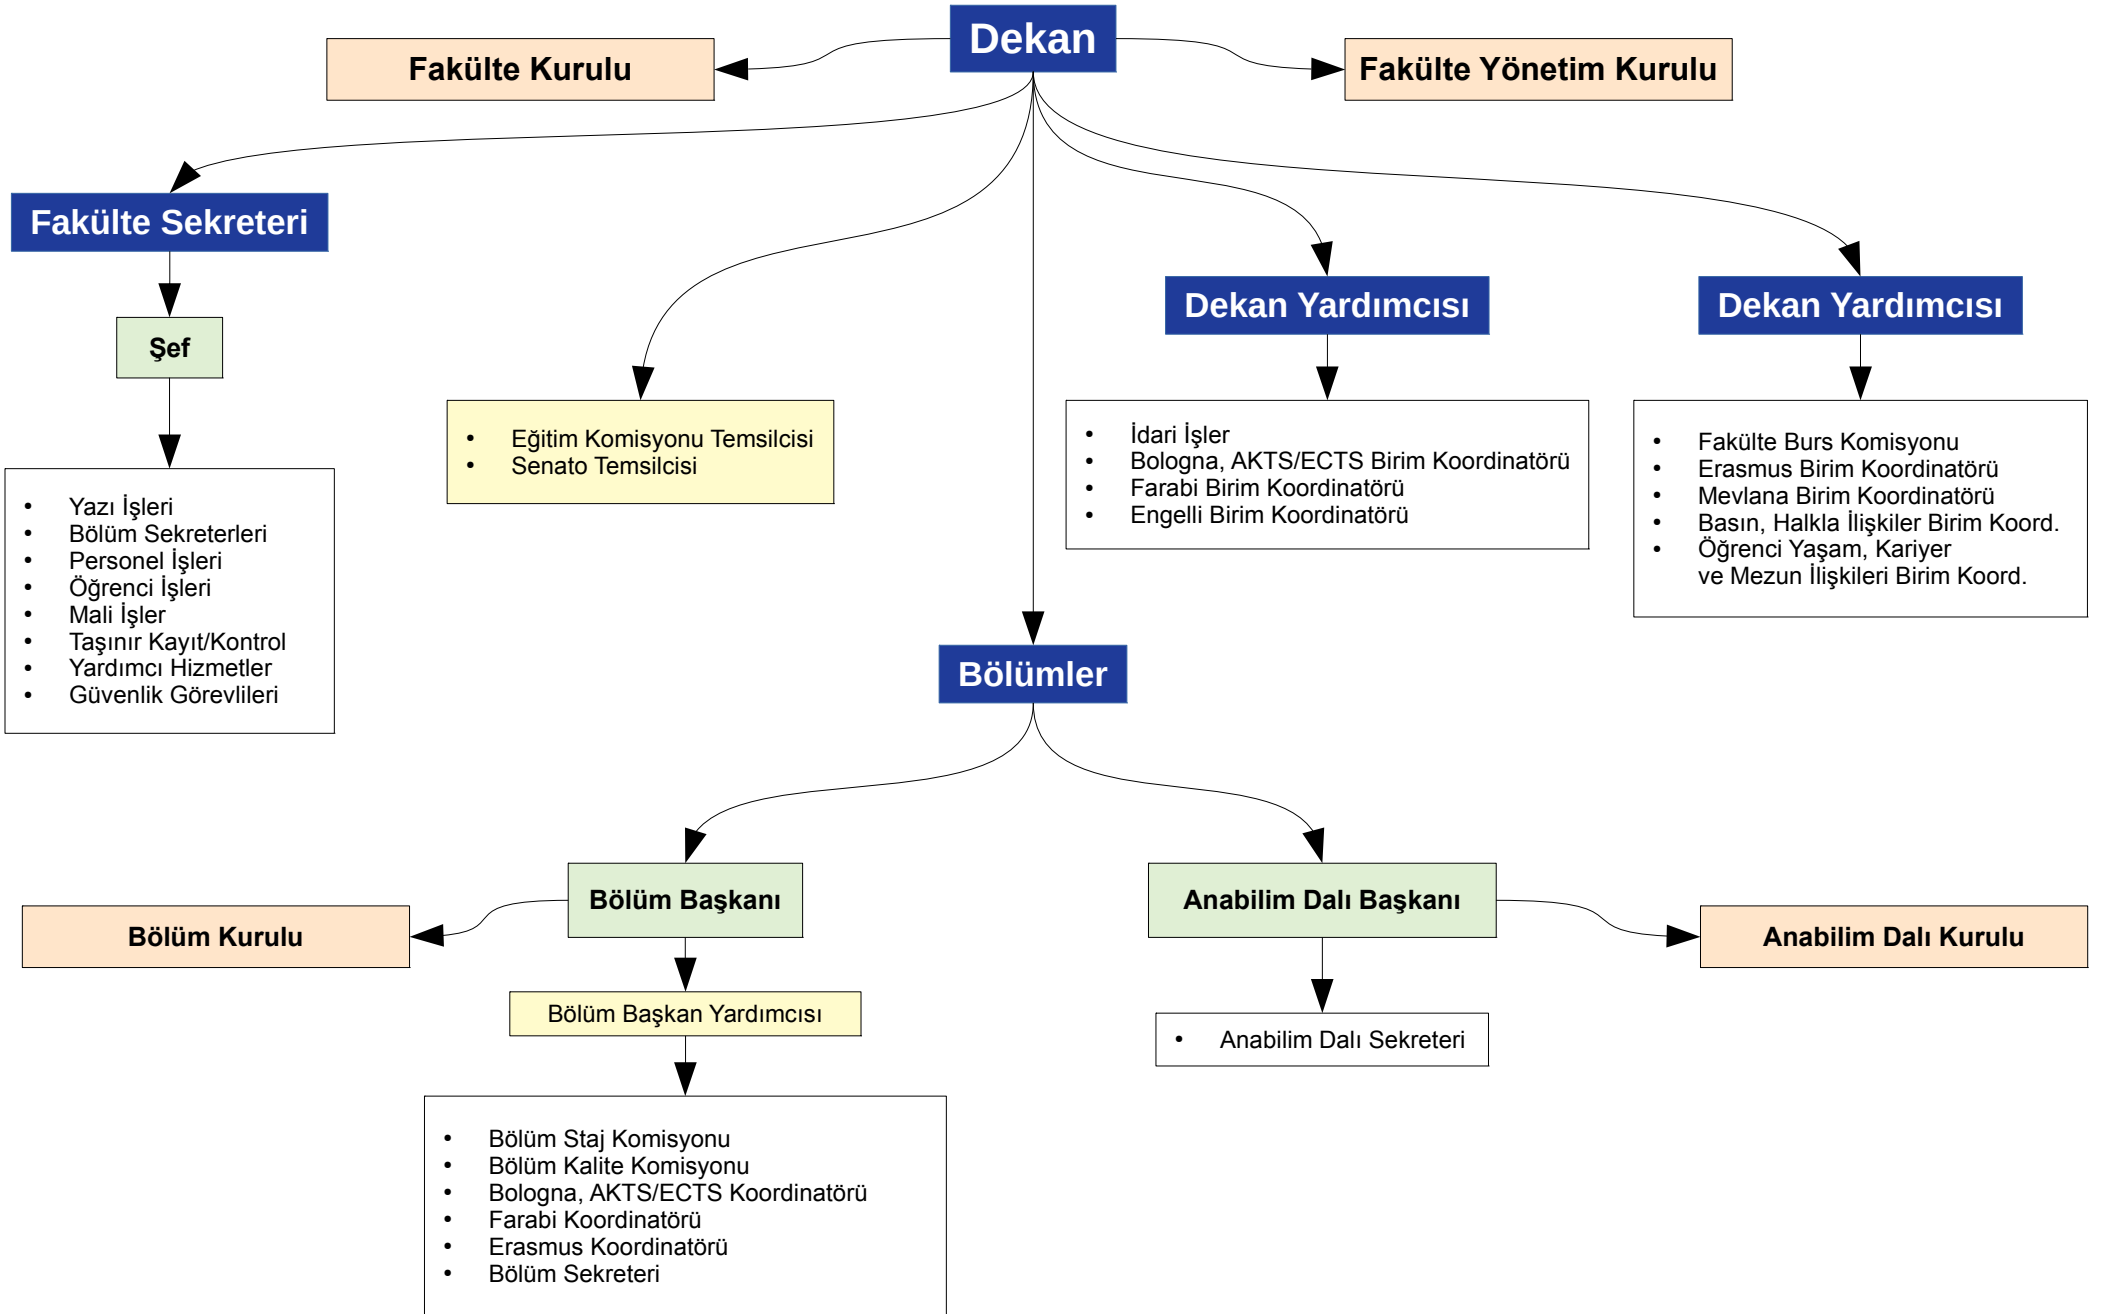 Dekan
Fakülte Kurulu
Fakülte Yönetim Kurulu
Fakülte Sekreteri
Şef
• Yazı İşleri
• Bölüm Sekreterleri
• Personel İşleri
• Öğrenci İşleri
• Mali İşler
• Taşınır Kayıt/Kontrol
• Yardımcı Hizmetler
• Güvenlik Görevlileri
• Eğitim Komisyonu Temsilcisi
• Senato Temsilcisi
Dekan Yardımcısı
• İdari İşler
• Bologna, AKTS/ECTS Birim Koordinatörü
• Farabi Birim Koordinatörü
• Engelli Birim Koordinatörü
Dekan Yardımcısı
• Fakülte Burs Komisyonu
• Erasmus Birim Koordinatörü
• Mevlana Birim Koordinatörü
• Basın, Halkla İlişkiler Birim Koord.
• Öğrenci Yaşam, Kariyer
ve Mezun İlişkileri Birim Koord.
Bölümler
Bölüm Başkanı
Bölüm Kurulu
Bölüm Başkan Yardımcısı
• Bölüm Staj Komisyonu
• Bölüm Kalite Komisyonu
• Bologna, AKTS/ECTS Koordinatörü
• Farabi Koordinatörü
• Erasmus Koordinatörü
• Bölüm Sekreteri
Anabilim Dalı Başkanı
Anabilim Dalı Kurulu
• Anabilim Dalı Sekreteri